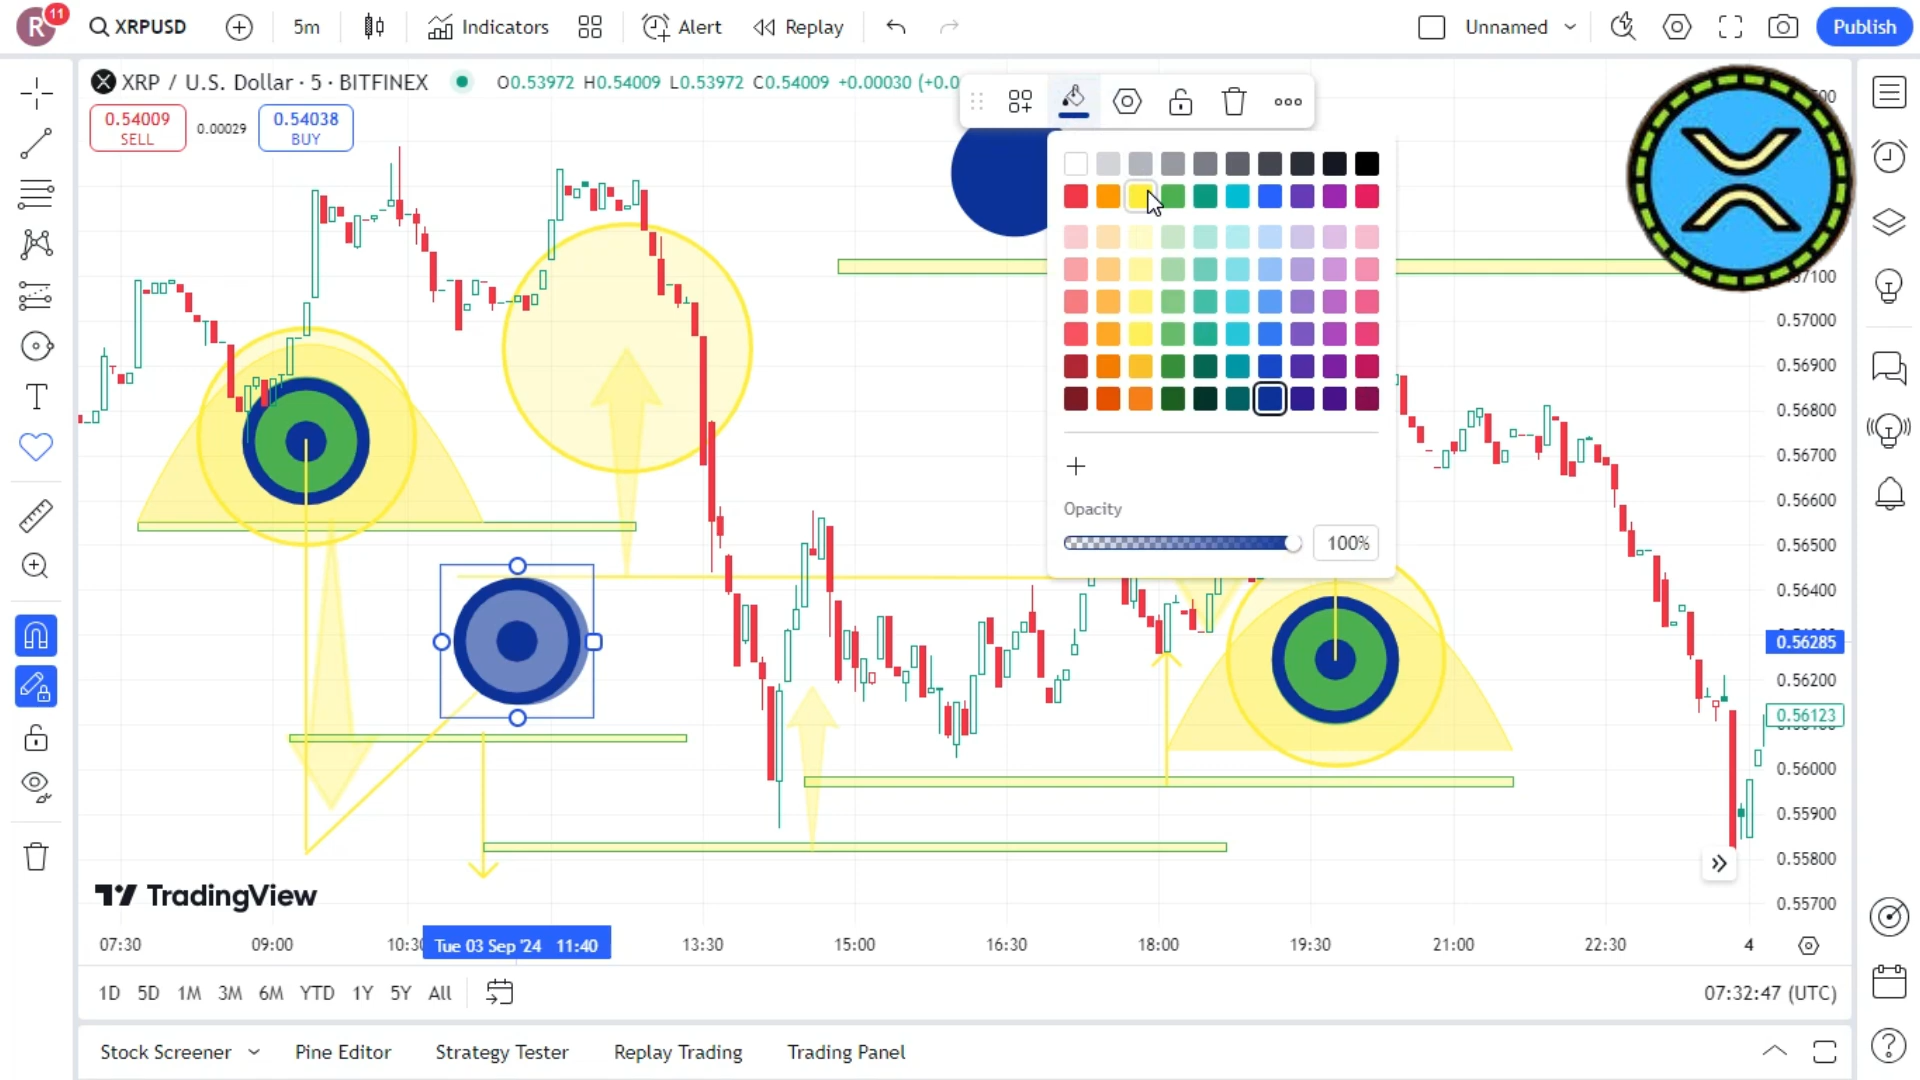 R 11 XRPUSD 5m Indicators Alert Replay Unnamed Publish
XRP / U.S. Dollar · 5 · BITFINEX O0.53972 H0.54009 L0.53972 C0.54009 +0.00030 (+0.0
0.54009
SELL
0.00029
0.54038
BUY
0.57100
0.57000
0.56900
0.56800
0.56700
0.56600
0.56500
0.56400
0.56285
0.56200
0.56123
0.56000
0.55900
0.55800
0.55700
Opacity
100%
TradingView
07:30 09:00 10:30 Tue 03 Sep '24 11:40 13:30 15:00 16:30 18:00 19:30 21:00 22:30 4
1D 5D 1M 3M 6M YTD 1Y 5Y All 07:32:47 (UTC)
Stock Screener Pine Editor Strategy Tester Replay Trading Trading Panel